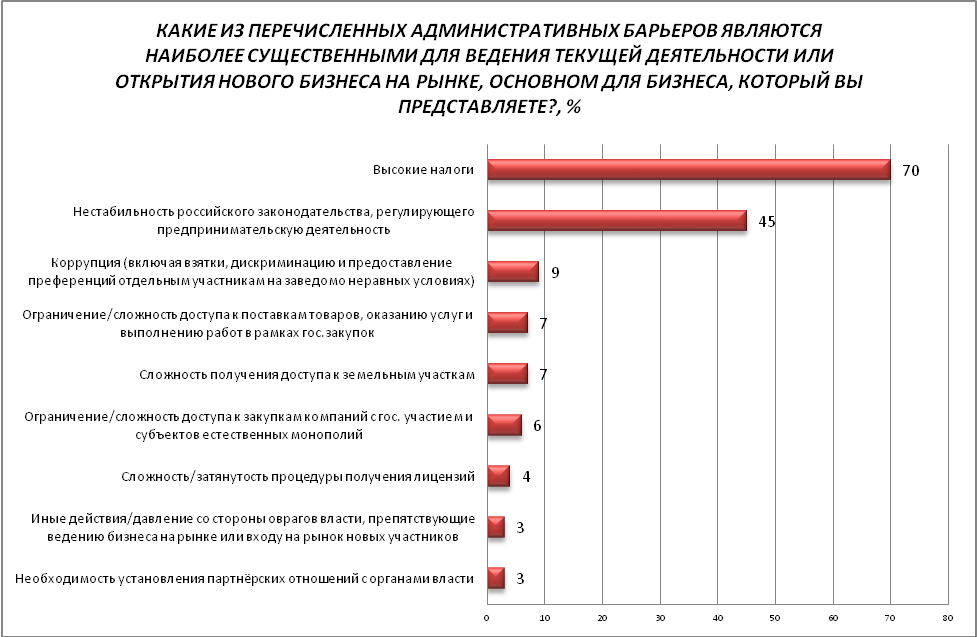 КАКИЕ ИЗ ПЕРЕЧИСЛЕННЫХ АДМИНИСТРАТИВНЫХ БАРЬЕРОВ ЯВЛЯЮТСЯ
НАИБОЛЕЕ СУЩЕСТВЕННЫМИ ДЛЯ ВЕДЕНИЯ ТЕКУЩЕЙ ДЕЯТЕЛЬНОСТИ ИЛИ
ОТКРЫТИЯ НОВОГО БИЗНЕСА НА РЫНКЕ, ОСНОВНОМ ДЛЯ БИЗНЕСА, КОТОРЫЙ ВЫ
ПРЕДСТАВЛЯЕТЕ?, %
Высокие налоги
70
Нестабильность российского законодательства, регулирующего
предпринимательскую деятельность
45
Коррупция (включая взятки, дискриминацию и предоставление
преференций отдельным участникам на заведомо неравных условиях)
9
Ограничение/сложность доступа к поставкам товаров, оказанию услуг и
выполнению работ в рамках гос. закупок
7
Сложность получения доступа к земельным участкам
7
Ограничение/сложность доступа к закупкам компаний с гос. участием и
субъектов естественных монополий
6
Сложность/затянутость процедуры получения лицензий
4
Иные действия/давление со стороны оврагов власти, препятствующие
ведению бизнеса на рынке или входу на рынок новых участников
3
Необходимость установления партнёрских отношений с органами власти
3
0 10 20 30 40 50 60 70 80